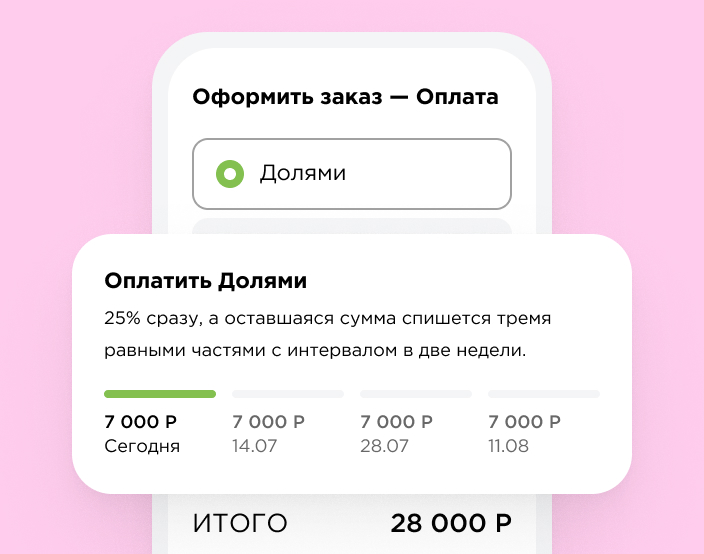 Оформить заказ — Оплата
Долями
Оплатить Долями
25% сразу, а оставшаяся сумма спишется тремя
равными частями с интервалом в две недели.
7 000 Р 7 000 Р 7 000 Р 7 000 Р
Сегодня 14.07 28.07 11.08
ИТОГО 28 000 Р